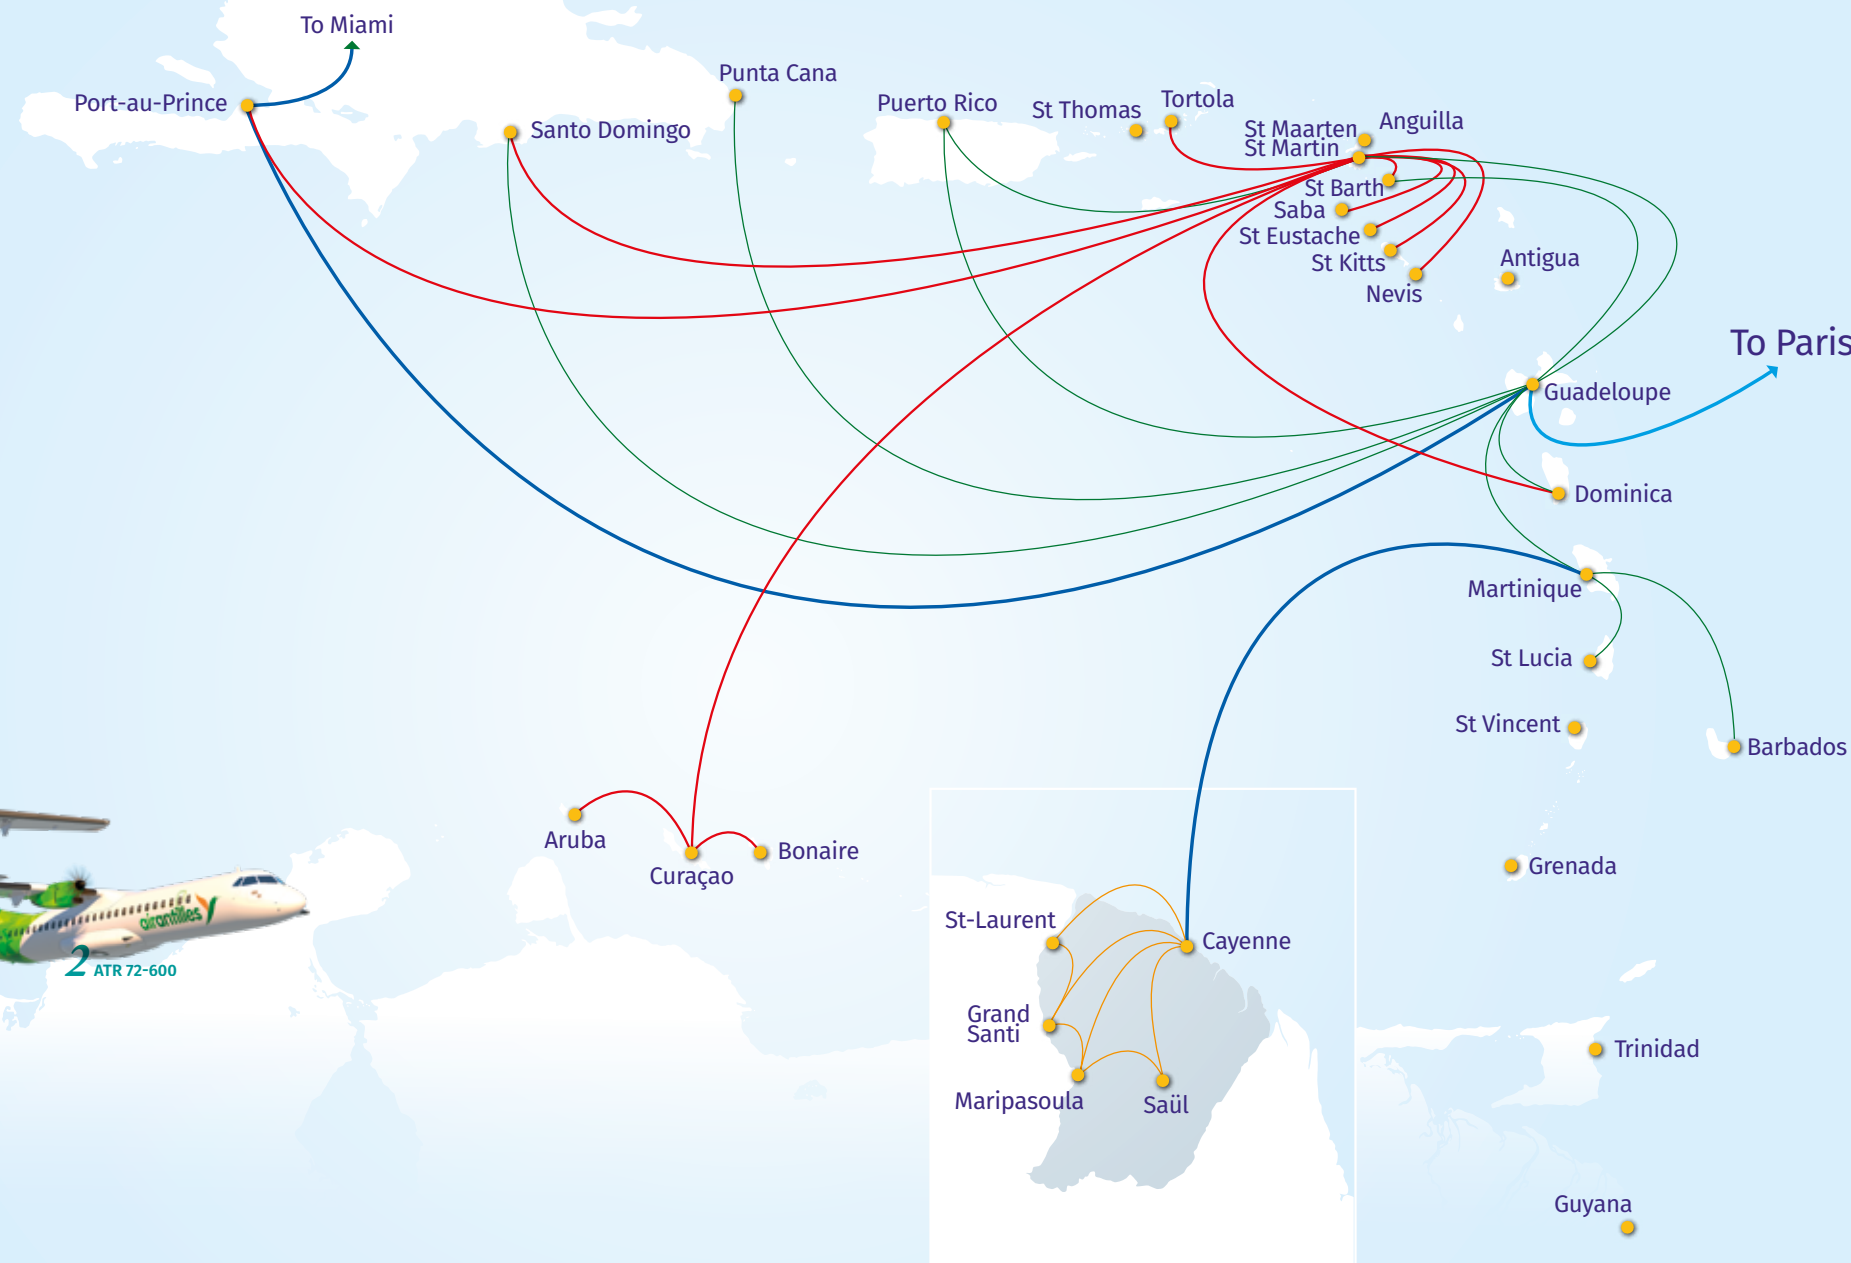 To Miami
Punta Cana
Port-au-Prince
Santo Domingo
Puerto Rico
St Thomas
Tortola
St Maarten
St Martin
Anguilla
St Barth
Saba
St Eustache
St Kitts
Nevis
Antigua
To Paris
Guadeloupe
Dominica
Martinique
St Lucia
St Vincent
Barbados
Aruba
Curaçao
Bonaire
Grenada
airantilles
2 ATR 72-600
St-Laurent
Cayenne
Grand
Santi
Maripasoula
Saül
Trinidad
Guyana